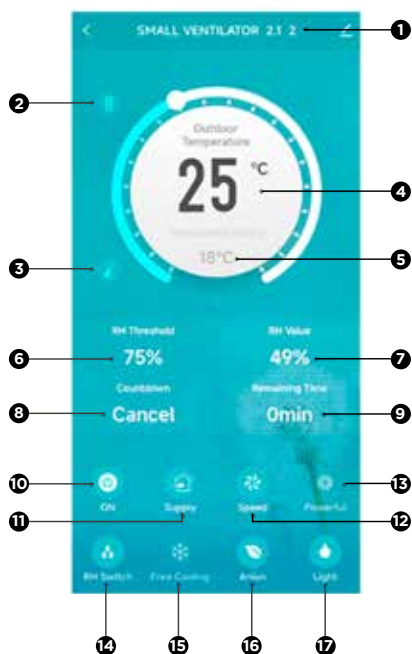 SMALL VENTILATOR 2.1 2
1
2
Outdoor
Temperature
25 °C
4
3
18°C
5
RH Threshold
RH Value
6
75%
49%
7
Countdown
Remaining Time
8
Cancel
0min
9
10
ON
Supply
Speed
Powerful
13
11
12
RH Switch
Free Cooling
Anion
Light
14
15
16
17